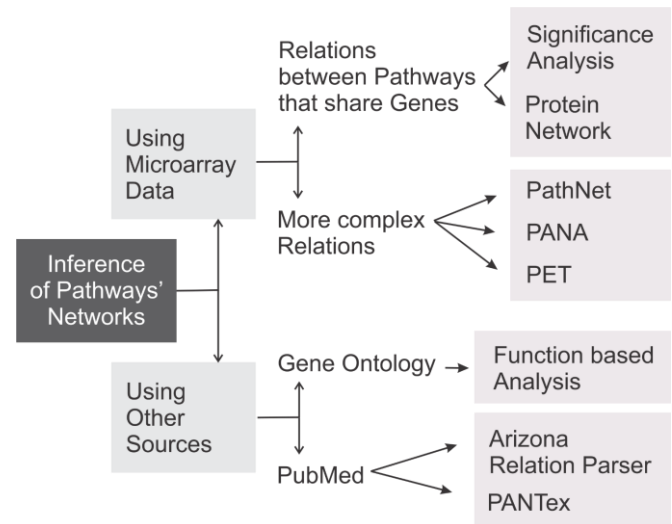 Relations
between Pathways
that share Genes
Significance
Analysis
Protein
Network
Using
Microarray
Data
More complex
Relations
PathNet
PANA
PET
Inference
of Pathways'
Networks
Using
Other
Sources
Gene Ontology
Function based
Analysis
PubMed
Arizona
Relation Parser
PANTex